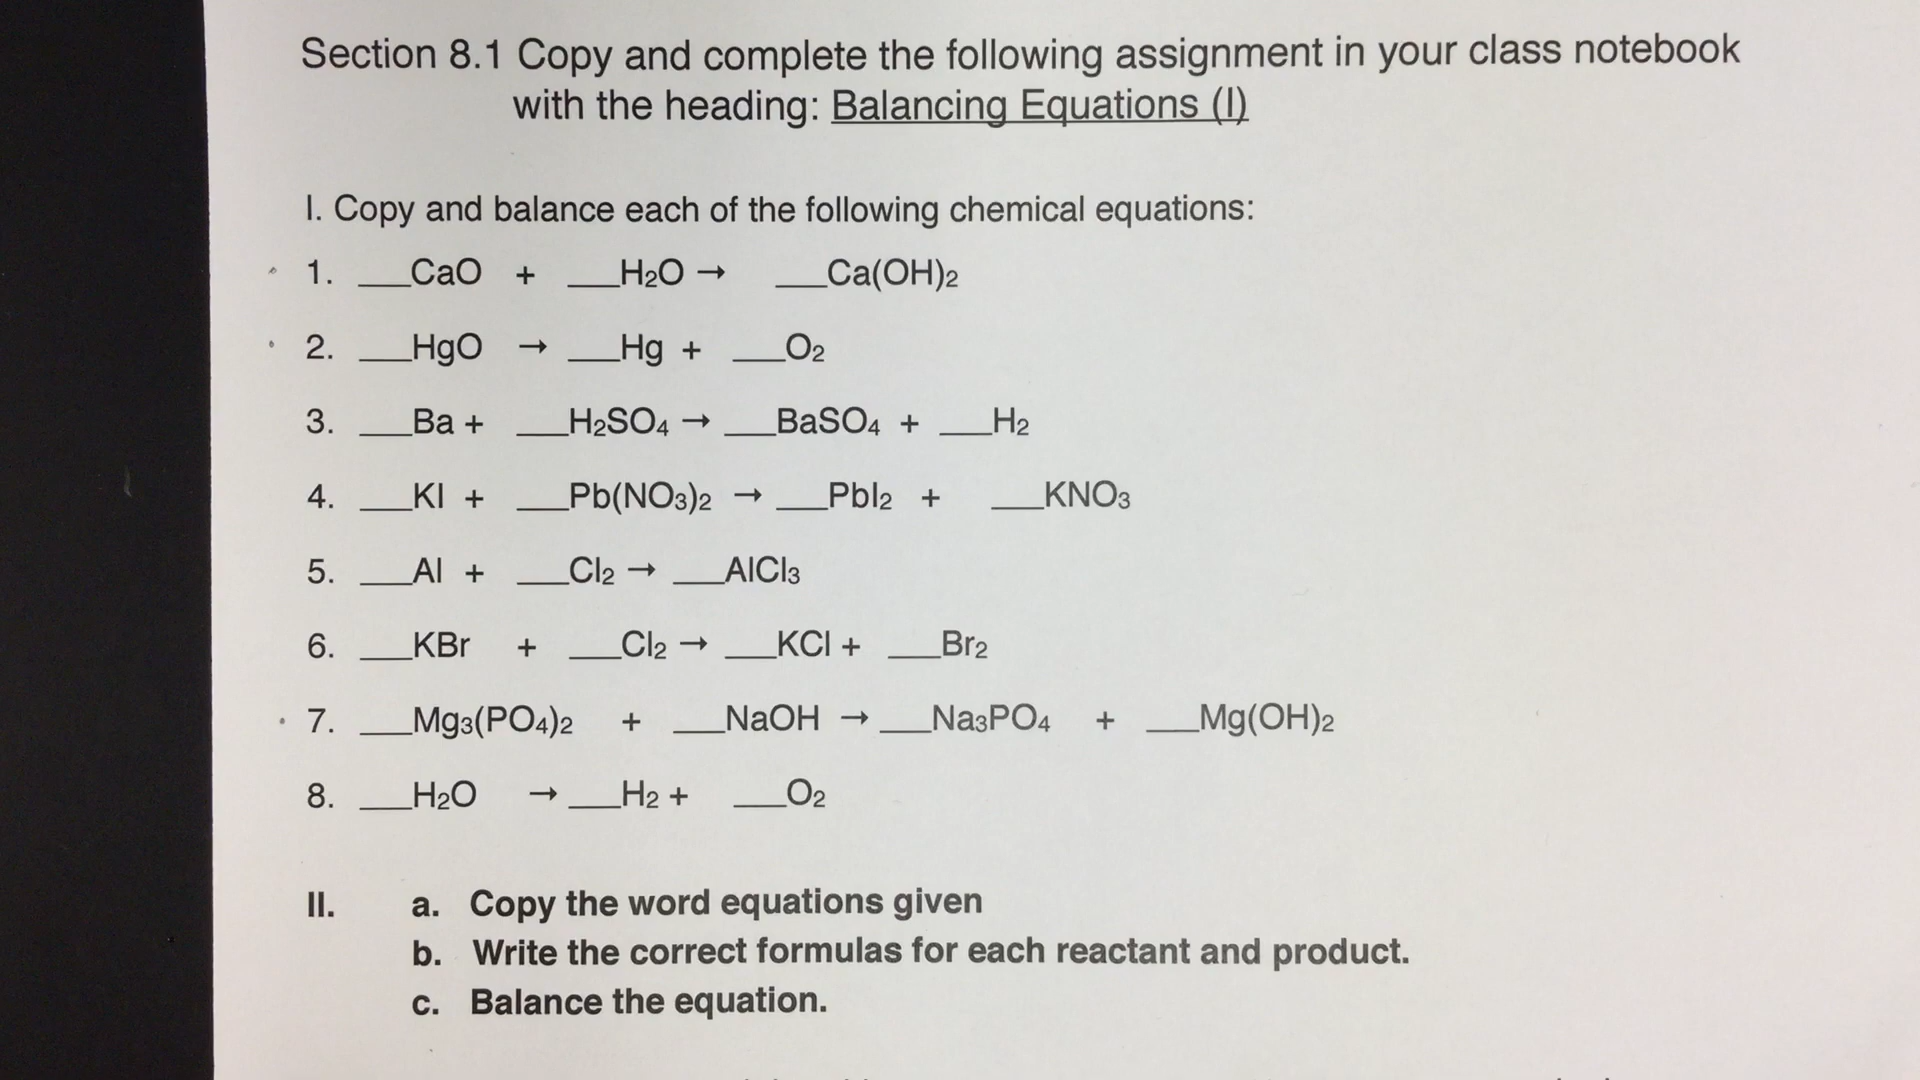 Section 8.1 Copy and complete the following assignment in your class notebook
with the heading: Balancing Equations (I)
I. Copy and balance each of the following chemical equations:
1. ___CaO + ___H2O → ___Ca(OH)2
2. ___HgO → ___Hg + ___O2
3. ___Ba + ___H2SO4 → ___BaSO4 + ___H2
4. ___KI + ___Pb(NO3)2 → ___PbI2 + ___KNO3
5. ___Al + ___Cl2 → ___AlCl3
6. ___KBr + ___Cl2 → ___KCl + ___Br2
7. ___Mg3(PO4)2 + ___NaOH → ___Na3PO4 + ___Mg(OH)2
8. ___H2O → ___H2 + ___O2
II. a. Copy the word equations given
b. Write the correct formulas for each reactant and product.
c. Balance the equation.